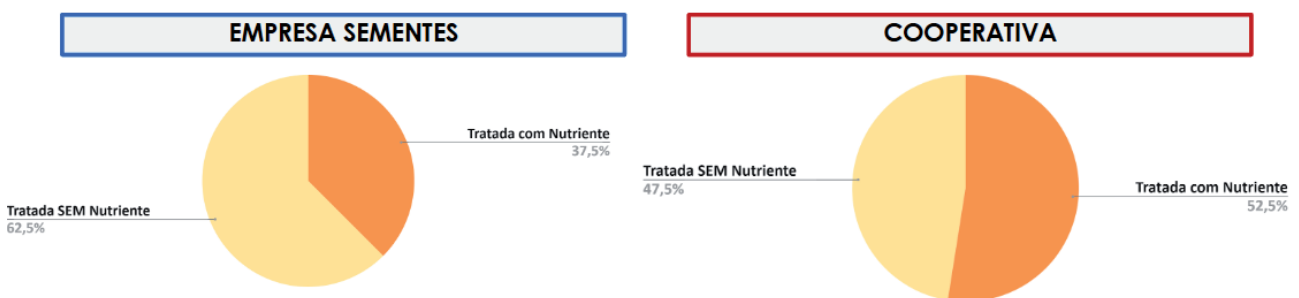 EMPRESA SEMENTES
Tratada com Nutriente
37,5%
Tratada SEM Nutriente
62,5%
COOPERATIVA
Tratada SEM Nutriente
47,5%
Tratada com Nutriente
52,5%